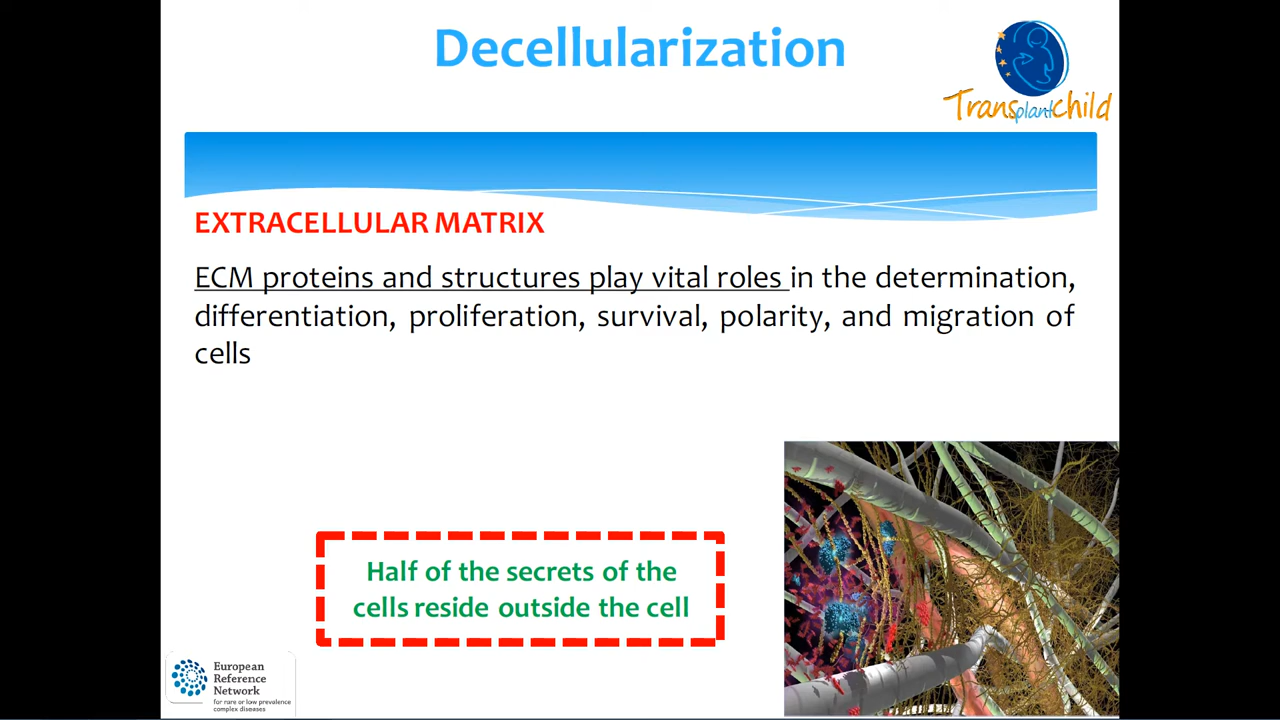 Decellularization
TransplantChild
EXTRACELLULAR MATRIX
ECM proteins and structures play vital roles in the determination,
differentiation, proliferation, survival, polarity, and migration of
cells
Half of the secrets of the
cells reside outside the cell
European
Reference
Network
for rare or low prevalence
complex diseases